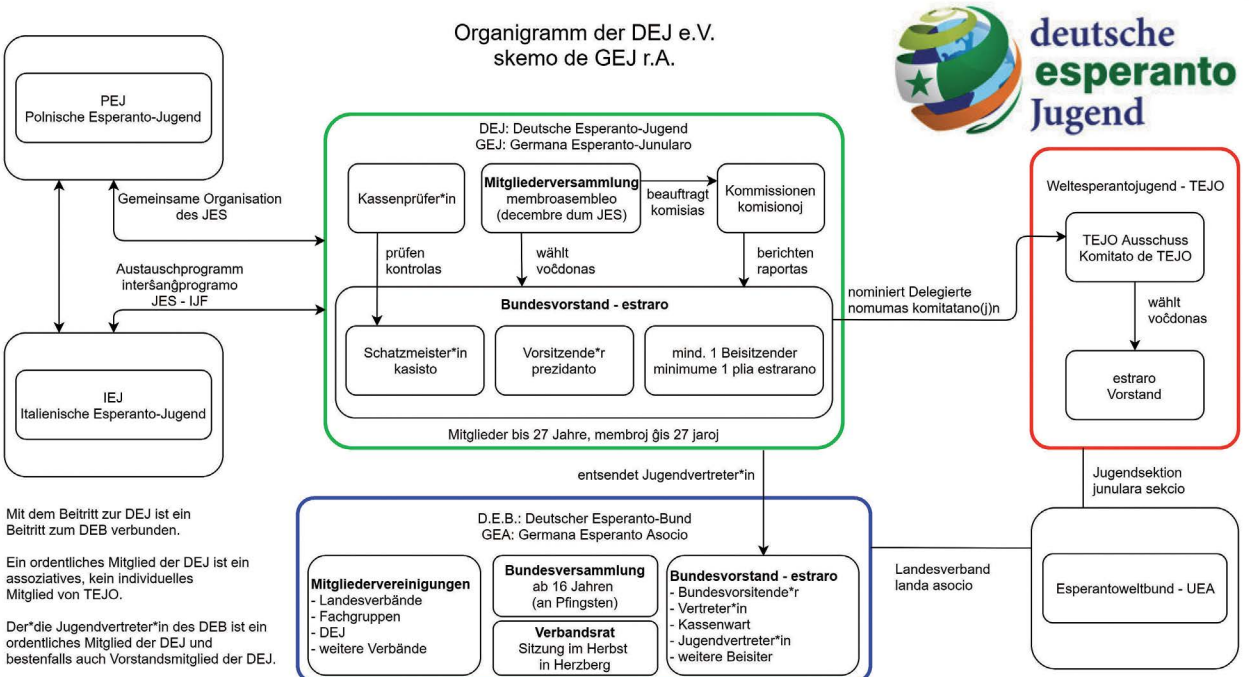 Organigramm der DEJ e.V.
skemo de GEJ r.A.
deutsche
esperanto
Jugend
PEJ
Polnische Esperanto-Jugend
Gemeinsame Organisation
des JES
Austauschprogramm
interŝanĝprogramo
JES - IJF
IEJ
Italienische Esperanto-Jugend
DEJ: Deutsche Esperanto-Jugend
GEJ: Germana Esperanto-Junularo
Kassenprüfer*in
Mitgliederversammlung
membroasembleo
(decembre dum JES)
beauftragt
komisias
Kommissionen
komisionoj
prüfen
kontrolas
wählt
voĉdonas
berichten
raportas
Bundesvorstand - estraro
Schatzmeister*in
kasisto
Vorsitzende*r
prezidanto
mind. 1 Beisitzender
minimume 1 plia estrarano
Mitglieder bis 27 Jahre, membroj ĝis 27 jaroj
nominiert Delegierte
nomumas komitatano(j)n
Weltesperantojugend - TEJO
TEJO Ausschuss
Komitato de TEJO
wählt
voĉdonas
estraro
Vorstand
entsendet Jugendvertreter*in
Jugendsektion
junulara sekcio
Mit dem Beitritt zur DEJ ist ein
Beitritt zum DEB verbunden.
Ein ordentliches Mitglied der DEJ ist ein
assoziatives, kein individuelles
Mitglied von TEJO.
Der*die Jugendvertreter*in des DEB ist ein
ordentliches Mitglied der DEJ und
bestenfalls auch Vorstandsmitglied der DEJ.
D.E.B.: Deutscher Esperanto-Bund
GEA: Germana Esperanto Asocio
Mitgliedervereinigungen
- Landesverbände
- Fachgruppen
- DEJ
- weitere Verbände
Bundesversammlung
ab 16 Jahren
(an Pfingsten)
Verbandsrat
Sitzung im Herbst
in Herzberg
Bundesvorstand - estraro
- Bundesvorsitende*r
- Vertreter*in
- Kassenwart
- Jugendvertreter*in
- weitere Beisiter
Landesverband
landa asocio
Esperantoweltbund - UEA